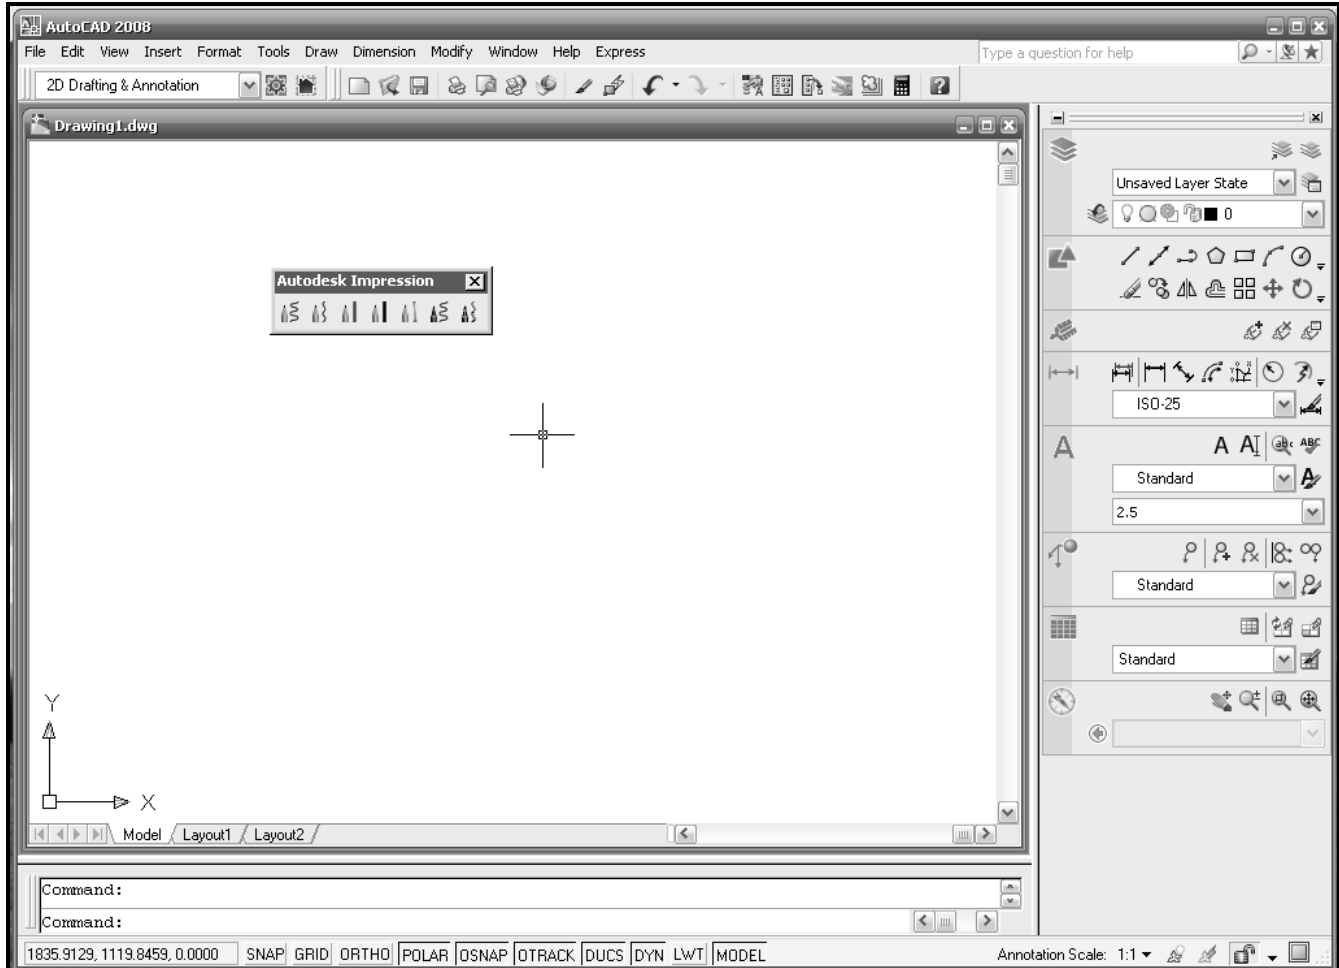 AutoCAD 2008
File Edit View Insert Format Tools Draw Dimension Modify Window Help Express Type a question for help
2D Drafting & Annotation
Drawing1.dwg
Unsaved Layer State
0
Autodesk Impression
ISO-25
A A ABC
Standard
2.5
Standard
Standard
Y
X
Model Layout1 Layout2
Command:
Command:
1835.9129, 1119.8459, 0.0000 SNAP GRID ORTHO POLAR OSNAP OTRACK DUCS DYN LWT MODEL Annotation Scale: 1:1